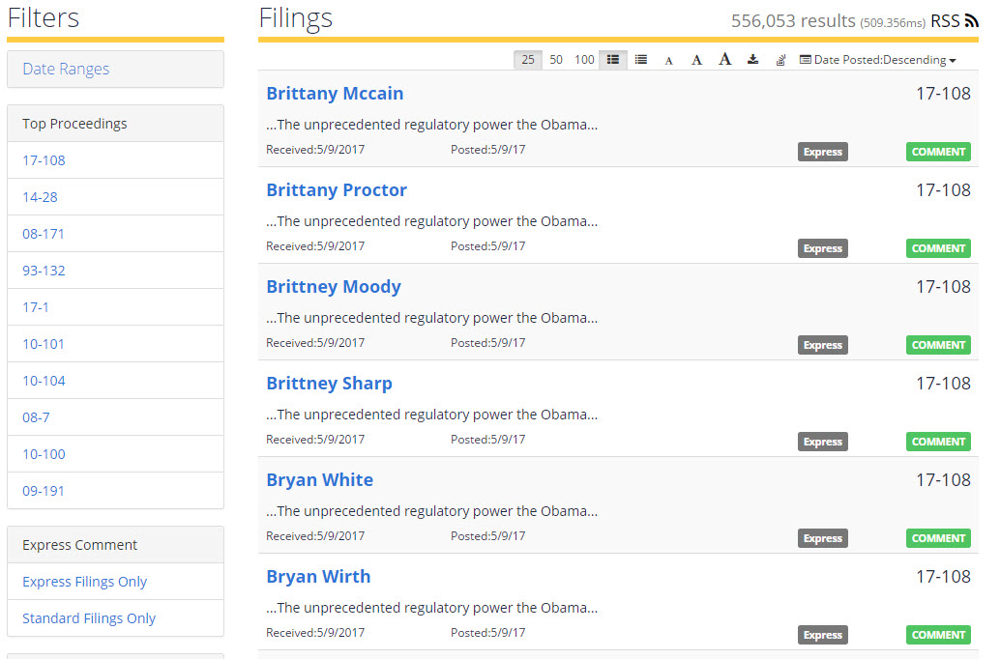 Filters
Date Ranges
Top Proceedings
17-108
14-28
08-171
93-132
17-1
10-101
10-104
08-7
10-100
09-191
Express Comment
Express Filings Only
Standard Filings Only
Filings
556,053 results (509.356ms) RSS
25 50 100 A A A Date Posted:Descending
Brittany Mccain 17-108
...The unprecedented regulatory power the Obama...
Received:5/9/2017 Posted:5/9/17 Express COMMENT
Brittany Proctor 17-108
...The unprecedented regulatory power the Obama...
Received:5/9/2017 Posted:5/9/17 Express COMMENT
Brittney Moody 17-108
...The unprecedented regulatory power the Obama...
Received:5/9/2017 Posted:5/9/17 Express COMMENT
Brittney Sharp 17-108
...The unprecedented regulatory power the Obama...
Received:5/9/2017 Posted:5/9/17 Express COMMENT
Bryan White 17-108
...The unprecedented regulatory power the Obama...
Received:5/9/2017 Posted:5/9/17 Express COMMENT
Bryan Wirth 17-108
...The unprecedented regulatory power the Obama...
Received:5/9/2017 Posted:5/9/17 Express COMMENT